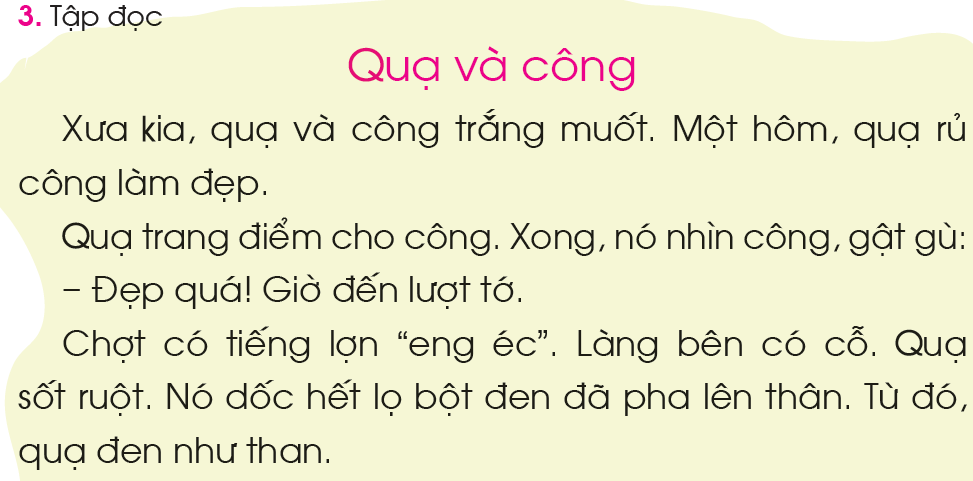 3. Tập đọc
Quạ và công
Xưa kia, quạ và công trắng muốt. Một hôm, quạ rủ
công làm đẹp.
Quạ trang điểm cho công. Xong, nó nhìn công, gật gù:
– Đẹp quá! Giờ đến lượt tớ.
Chợt có tiếng lợn “eng éc”. Làng bên có cỗ. Quạ
sốt ruột. Nó dốc hết lọ bột đen đã pha lên thân. Từ đó,
quạ đen như than.